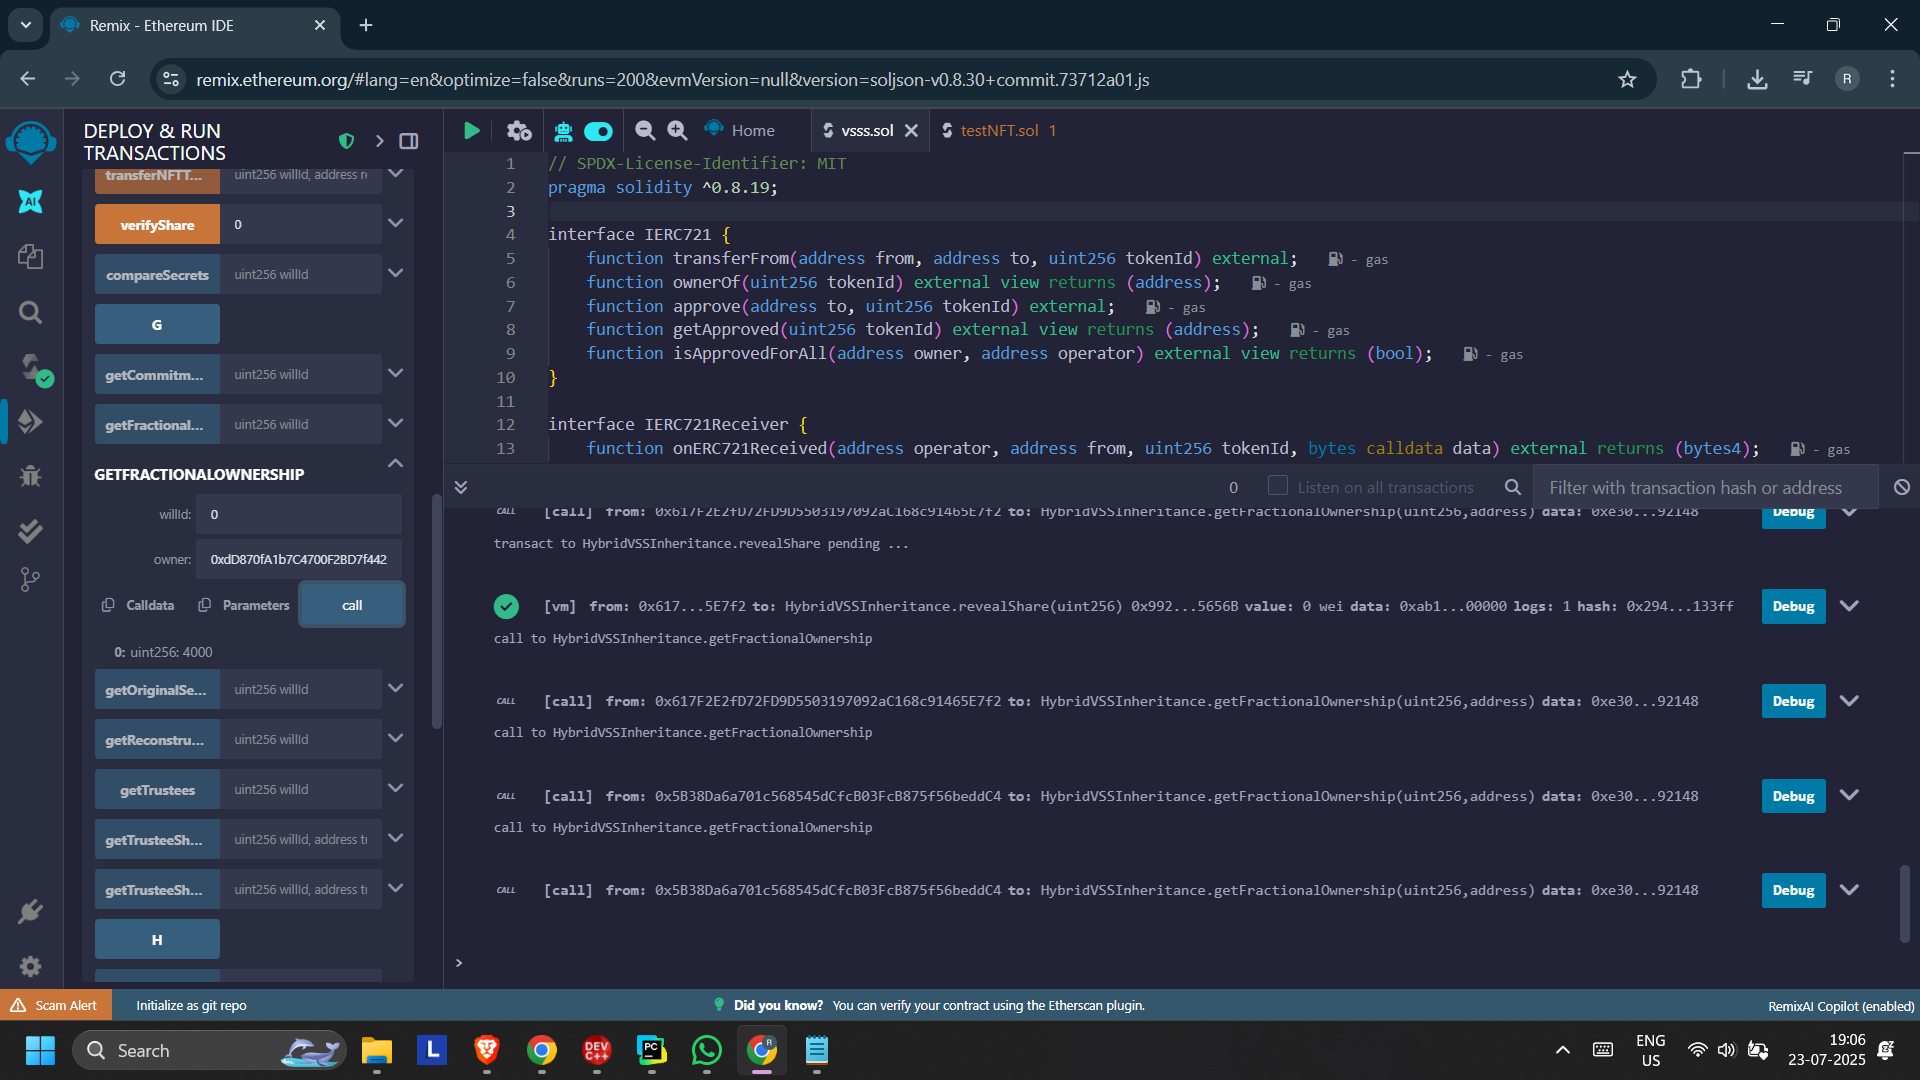 Remix - Ethereum IDE
remix.ethereum.org/#lang=en&optimize=false&runs=200&evmVersion=null&version=soljson-v0.8.30+commit.73712a01.js
R
DEPLOY & RUN
TRANSACTIONS
transferNFTT... uint256 willId, address re
verifyShare 0
compareSecrets uint256 willId
G
getCommitm... uint256 willId
getFractional... uint256 willId
GETFRACTIONALOWNERSHIP
willId: 0
owner: 0xdD870fA1b7C4700F2BD7f442
Calldata Parameters call
0: uint256: 4000
getOriginalSe... uint256 willId
getReconstru... uint256 willId
getTrustees uint256 willId
getTrusteeSh... uint256 willId, address tr
getTrusteeSh... uint256 willId, address tr
H
AI
Home vsss.sol testNFT.sol 1
1 // SPDX-License-Identifier: MIT
2 pragma solidity ^0.8.19;
3
4 interface IERC721 {
5 function transferFrom(address from, address to, uint256 tokenId) external; - gas
6 function ownerOf(uint256 tokenId) external view returns (address); - gas
7 function approve(address to, uint256 tokenId) external; - gas
8 function getApproved(uint256 tokenId) external view returns (address); - gas
9 function isApprovedForAll(address owner, address operator) external view returns (bool); - gas
10 }
11
12 interface IERC721Receiver {
13 function onERC721Received(address operator, address from, uint256 tokenId, bytes calldata data) external returns (bytes4); - gas
0 Listen on all transactions Filter with transaction hash or address
CALL [call] from: 0x617F2E2fD72FD9D5503197092aC168c91465E7f2 to: HybridVSSInheritance.getFractionalOwnership(uint256,address) data: 0xe30...92148 Debug
transact to HybridVSSInheritance.revealShare pending ...
[vm] from: 0x617...5E7f2 to: HybridVSSInheritance.revealShare(uint256) 0x992...5656B value: 0 wei data: 0xab1...00000 logs: 1 hash: 0x294...133ff Debug
call to HybridVSSInheritance.getFractionalOwnership
CALL [call] from: 0x617F2E2fD72FD9D5503197092aC168c91465E7f2 to: HybridVSSInheritance.getFractionalOwnership(uint256,address) data: 0xe30...92148 Debug
call to HybridVSSInheritance.getFractionalOwnership
CALL [call] from: 0x5B38Da6a701c568545dCfcB03FcB875f56beddC4 to: HybridVSSInheritance.getFractionalOwnership(uint256,address) data: 0xe30...92148 Debug
call to HybridVSSInheritance.getFractionalOwnership
CALL [call] from: 0x5B38Da6a701c568545dCfcB03FcB875f56beddC4 to: HybridVSSInheritance.getFractionalOwnership(uint256,address) data: 0xe30...92148 Debug
>
Scam Alert Initialize as git repo Did you know? You can verify your contract using the Etherscan plugin. RemixAI Copilot (enabled)
Search L DEV C++ PC R ENG US 19:06 23-07-2025